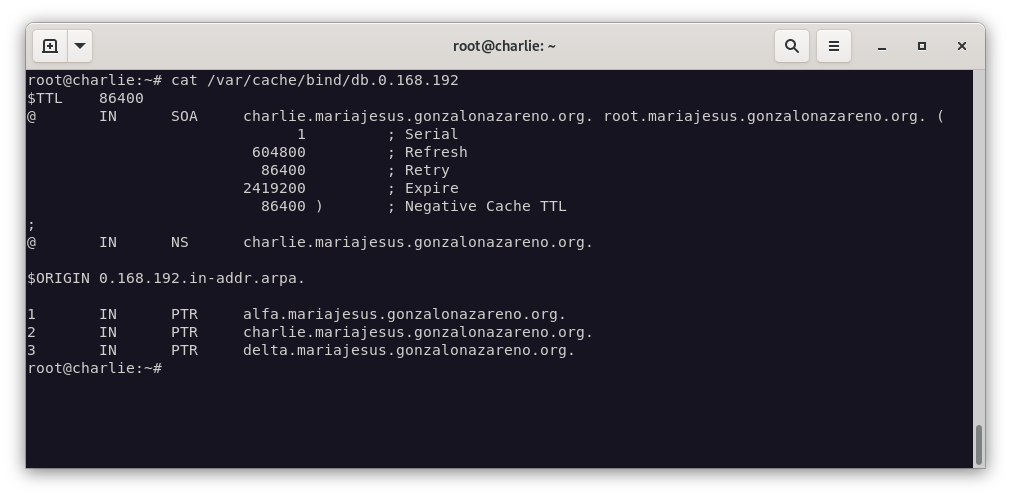 root@charlie: ~
root@charlie:~# cat /var/cache/bind/db.0.168.192
$TTL    86400
@       IN      SOA     charlie.mariajesus.gonzalonazareno.org. root.mariajesus.gonzalonazareno.org. (
                              1         ; Serial
                         604800         ; Refresh
                          86400         ; Retry
                        2419200         ; Expire
                          86400 )       ; Negative Cache TTL
;
@       IN      NS      charlie.mariajesus.gonzalonazareno.org.
$ORIGIN 0.168.192.in-addr.arpa.
1       IN      PTR     alfa.mariajesus.gonzalonazareno.org.
2       IN      PTR     charlie.mariajesus.gonzalonazareno.org.
3       IN      PTR     delta.mariajesus.gonzalonazareno.org.
root@charlie:~#